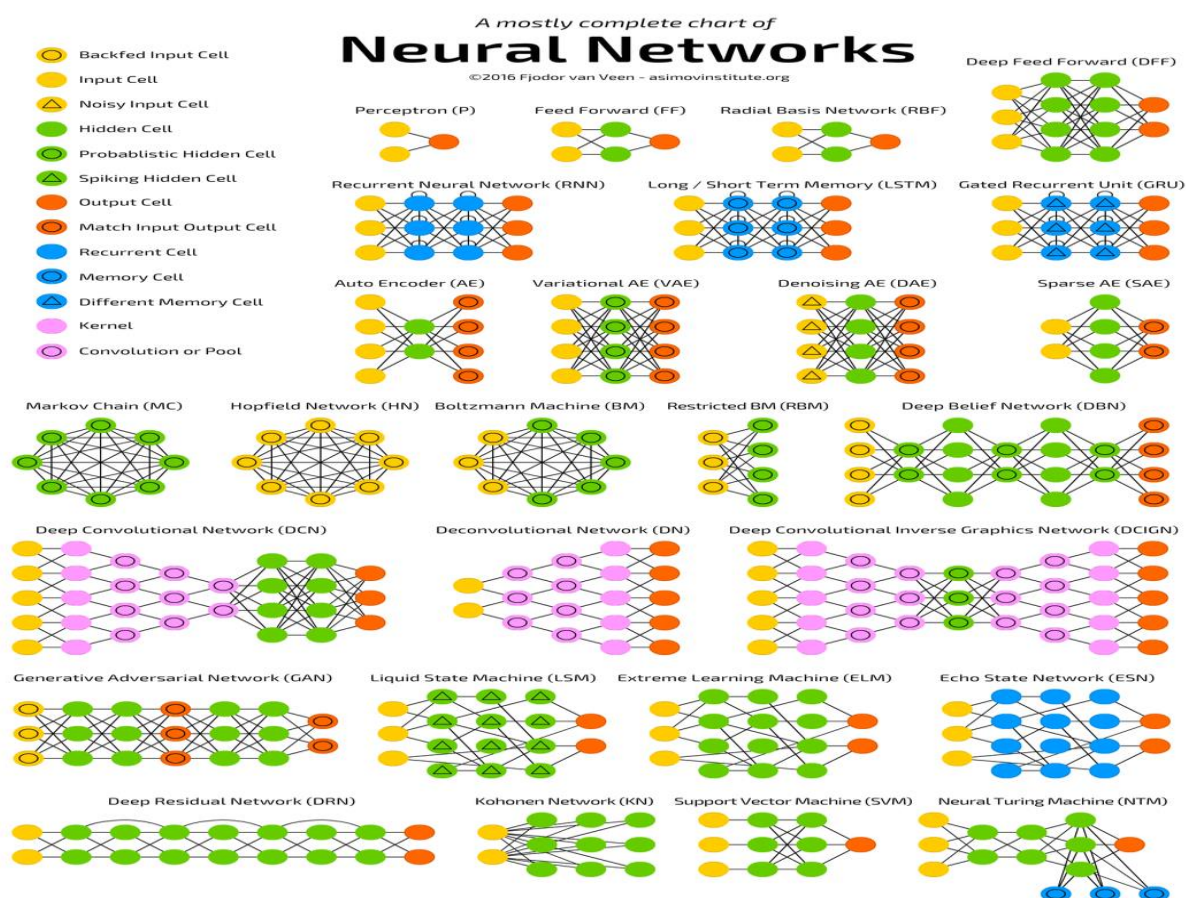 A mostly complete chart of
Neural Networks
©2016 Fjodor van Veen - asimovinstitute.org
Backfed Input Cell
Input Cell
Noisy Input Cell
Hidden Cell
Probablistic Hidden Cell
Spiking Hidden Cell
Output Cell
Match Input Output Cell
Recurrent Cell
Memory Cell
Different Memory Cell
Kernel
Convolution or Pool
Deep Feed Forward (DFF)
Perceptron (P)
Feed Forward (FF)
Radial Basis Network (RBF)
Recurrent Neural Network (RNN)
Long / Short Term Memory (LSTM)
Gated Recurrent Unit (GRU)
Auto Encoder (AE)
Variational AE (VAE)
Denoising AE (DAE)
Sparse AE (SAE)
Markov Chain (MC)
Hopfield Network (HN)
Boltzmann Machine (BM)
Restricted BM (RBM)
Deep Belief Network (DBN)
Deep Convolutional Network (DCN)
Deconvolutional Network (DN)
Deep Convolutional Inverse Graphics Network (DCIGN)
Generative Adversarial Network (GAN)
Liquid State Machine (LSM)
Extreme Learning Machine (ELM)
Echo State Network (ESN)
Deep Residual Network (DRN)
Kohonen Network (KN)
Support Vector Machine (SVM)
Neural Turing Machine (NTM)